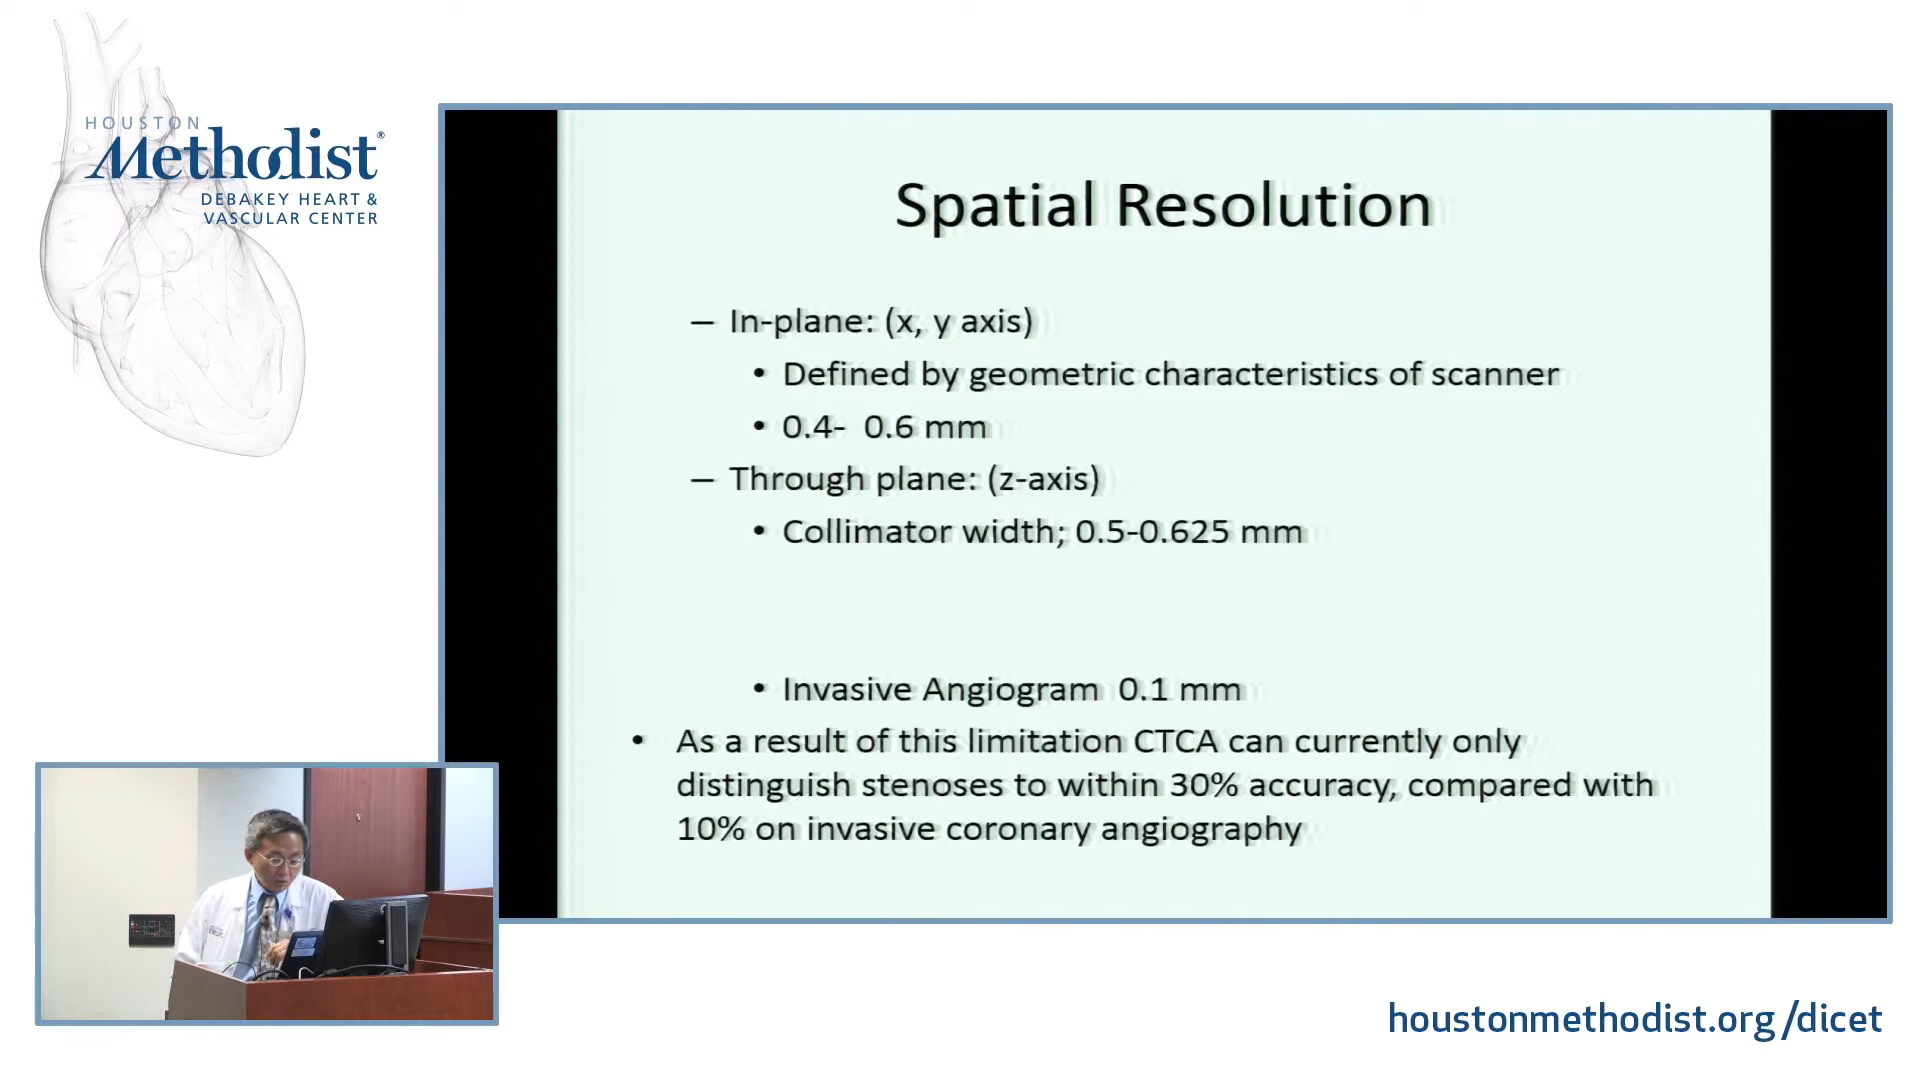 HOUSTON
Methodist®
DEBAKEY HEART &
VASCULAR CENTER
Spatial Resolution
– In-plane: (x, y axis)
• Defined by geometric characteristics of scanner
• 0.4- 0.6 mm
– Through plane: (z-axis)
• Collimator width; 0.5-0.625 mm
• Invasive Angiogram 0.1 mm
• As a result of this limitation CTCA can currently only
distinguish stenoses to within 30% accuracy, compared with
10% on invasive coronary angiography
houstonmethodist.org/dicet